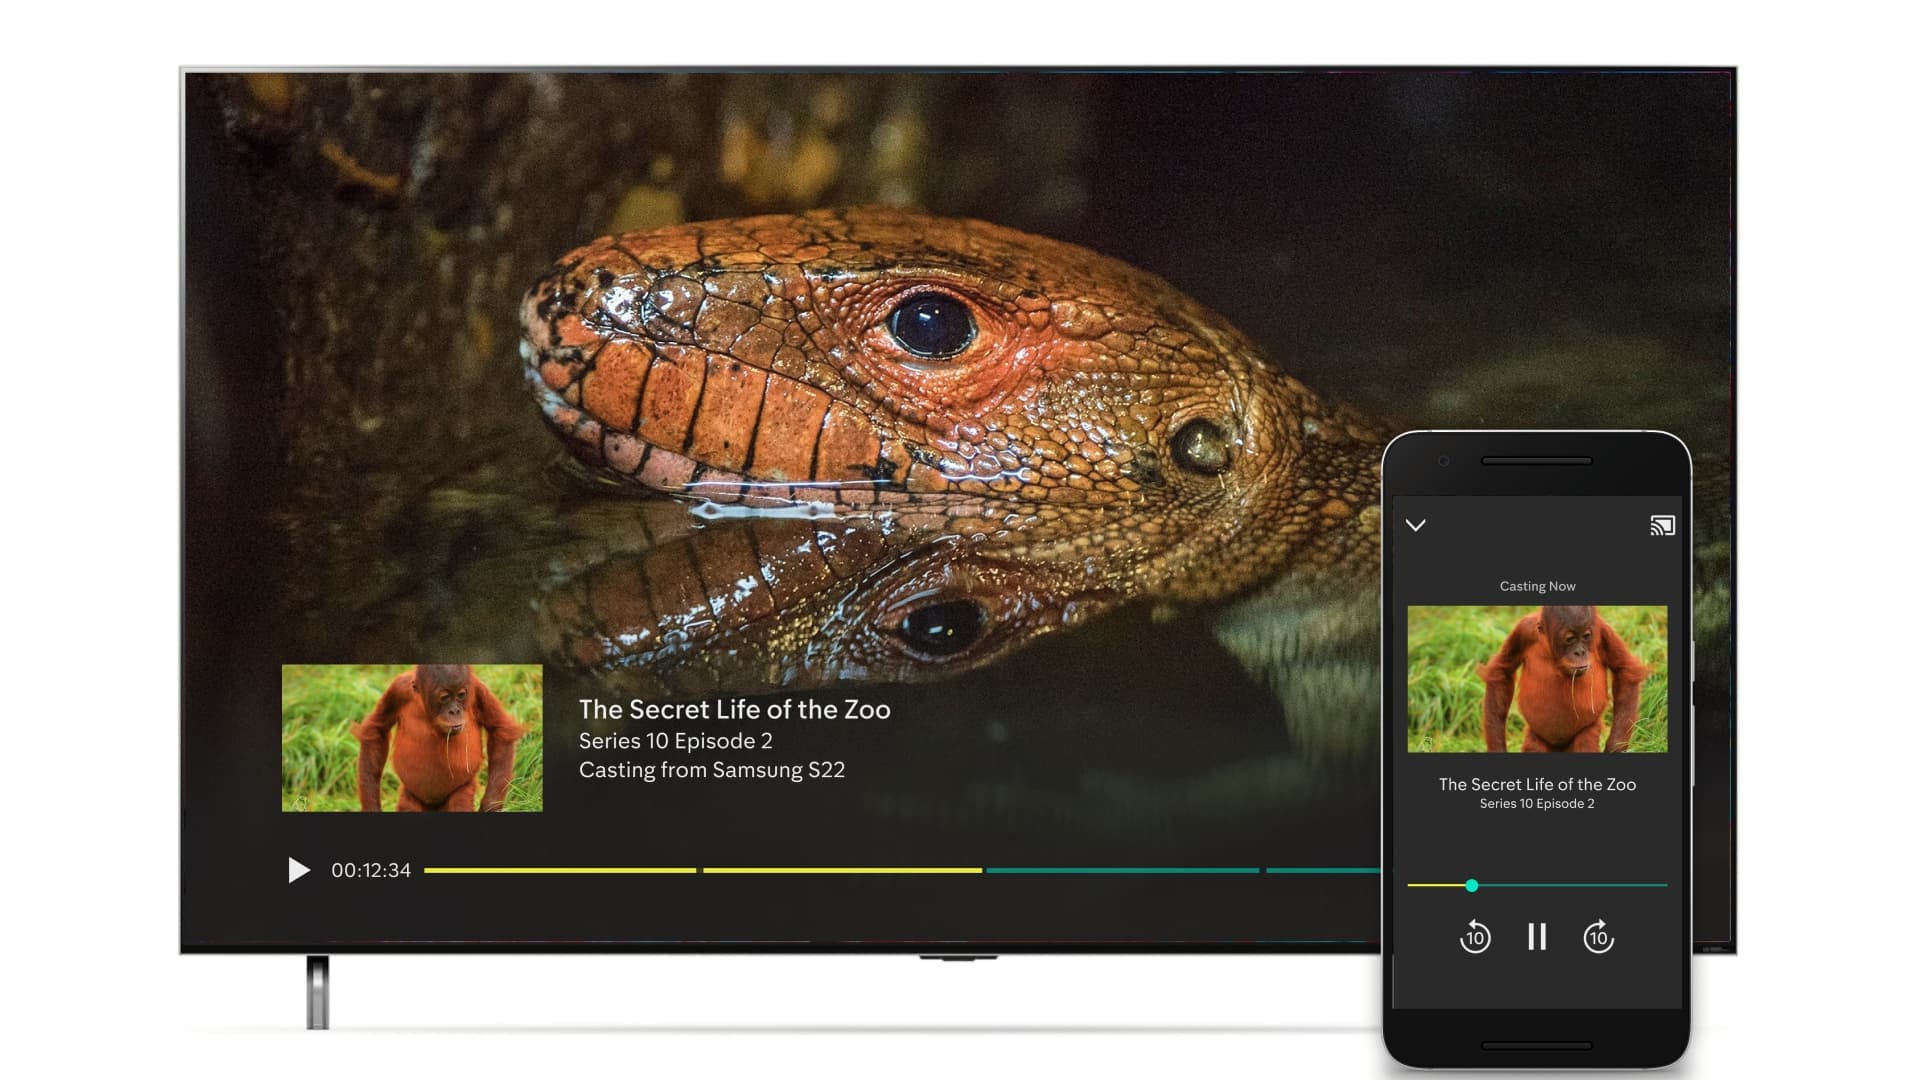 The Secret Life of the Zoo
Series 10 Episode 2
Casting from Samsung S22
00:12:34
Casting Now
The Secret Life of the Zoo
Series 10 Episode 2
10
10